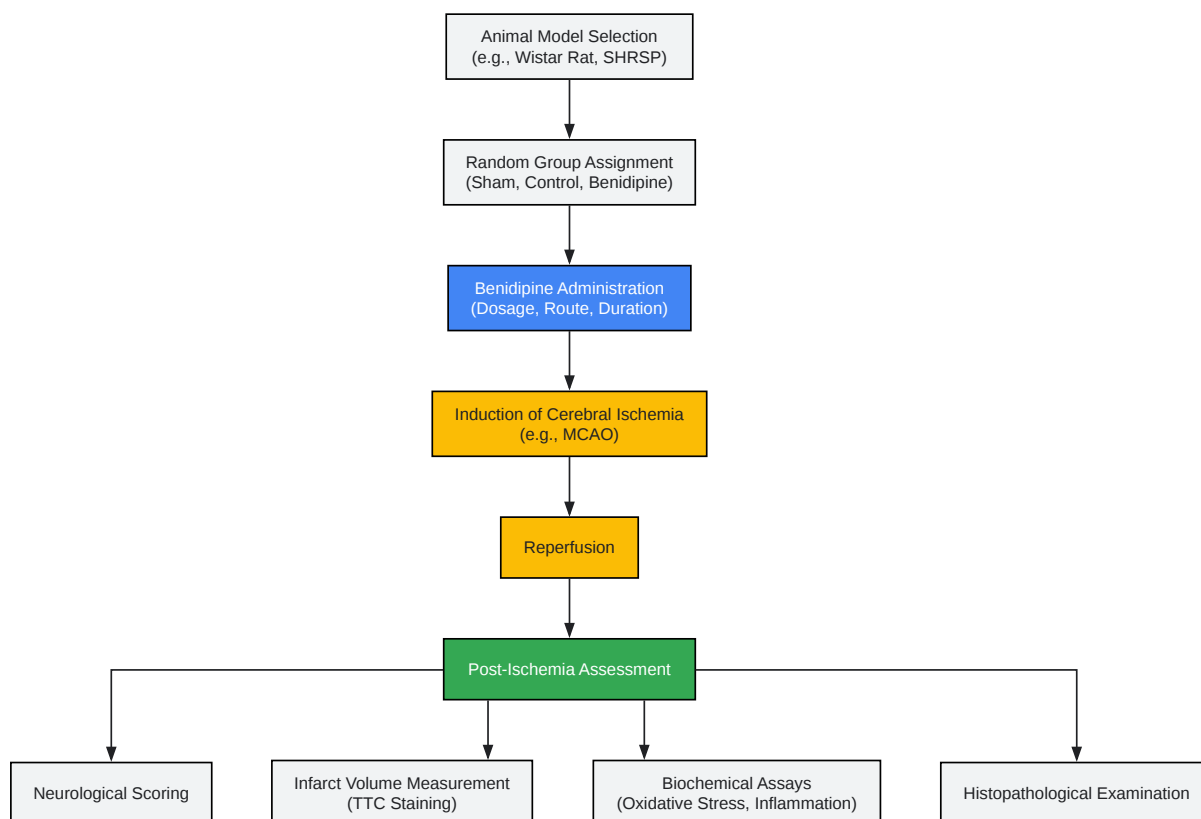 Animal Model Selection
(e.g., Wistar Rat, SHRSP)
Random Group Assignment
(Sham, Control, Benidipine)
Benidipine Administration
(Dosage, Route, Duration)
Induction of Cerebral Ischemia
(e.g., MCAO)
Reperfusion
Post-Ischemia Assessment
Neurological Scoring
Infarct Volume Measurement
(TTC Staining)
Biochemical Assays
(Oxidative Stress, Inflammation)
Histopathological Examination